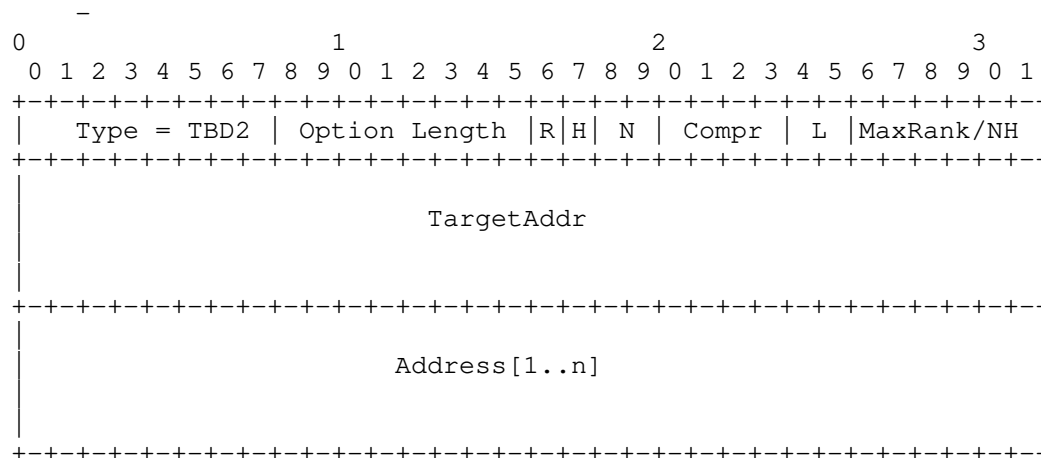 _
0                   1                   2                   3
 0 1 2 3 4 5 6 7 8 9 0 1 2 3 4 5 6 7 8 9 0 1 2 3 4 5 6 7 8 9 0 1
+-+-+-+-+-+-+-+-+-+-+-+-+-+-+-+-+-+-+-+-+-+-+-+-+-+-+-+-+-+-+-+--
|   Type = TBD2 | Option Length |R|H| N | Compr | L |MaxRank/NH
+-+-+-+-+-+-+-+-+-+-+-+-+-+-+-+-+-+-+-+-+-+-+-+-+-+-+-+-+-+-+-+--
|
|                         TargetAddr
|
|
+-+-+-+-+-+-+-+-+-+-+-+-+-+-+-+-+-+-+-+-+-+-+-+-+-+-+-+-+-+-+-+--
|
|                       Address[1..n]
|
|
+-+-+-+-+-+-+-+-+-+-+-+-+-+-+-+-+-+-+-+-+-+-+-+-+-+-+-+-+-+-+-+--